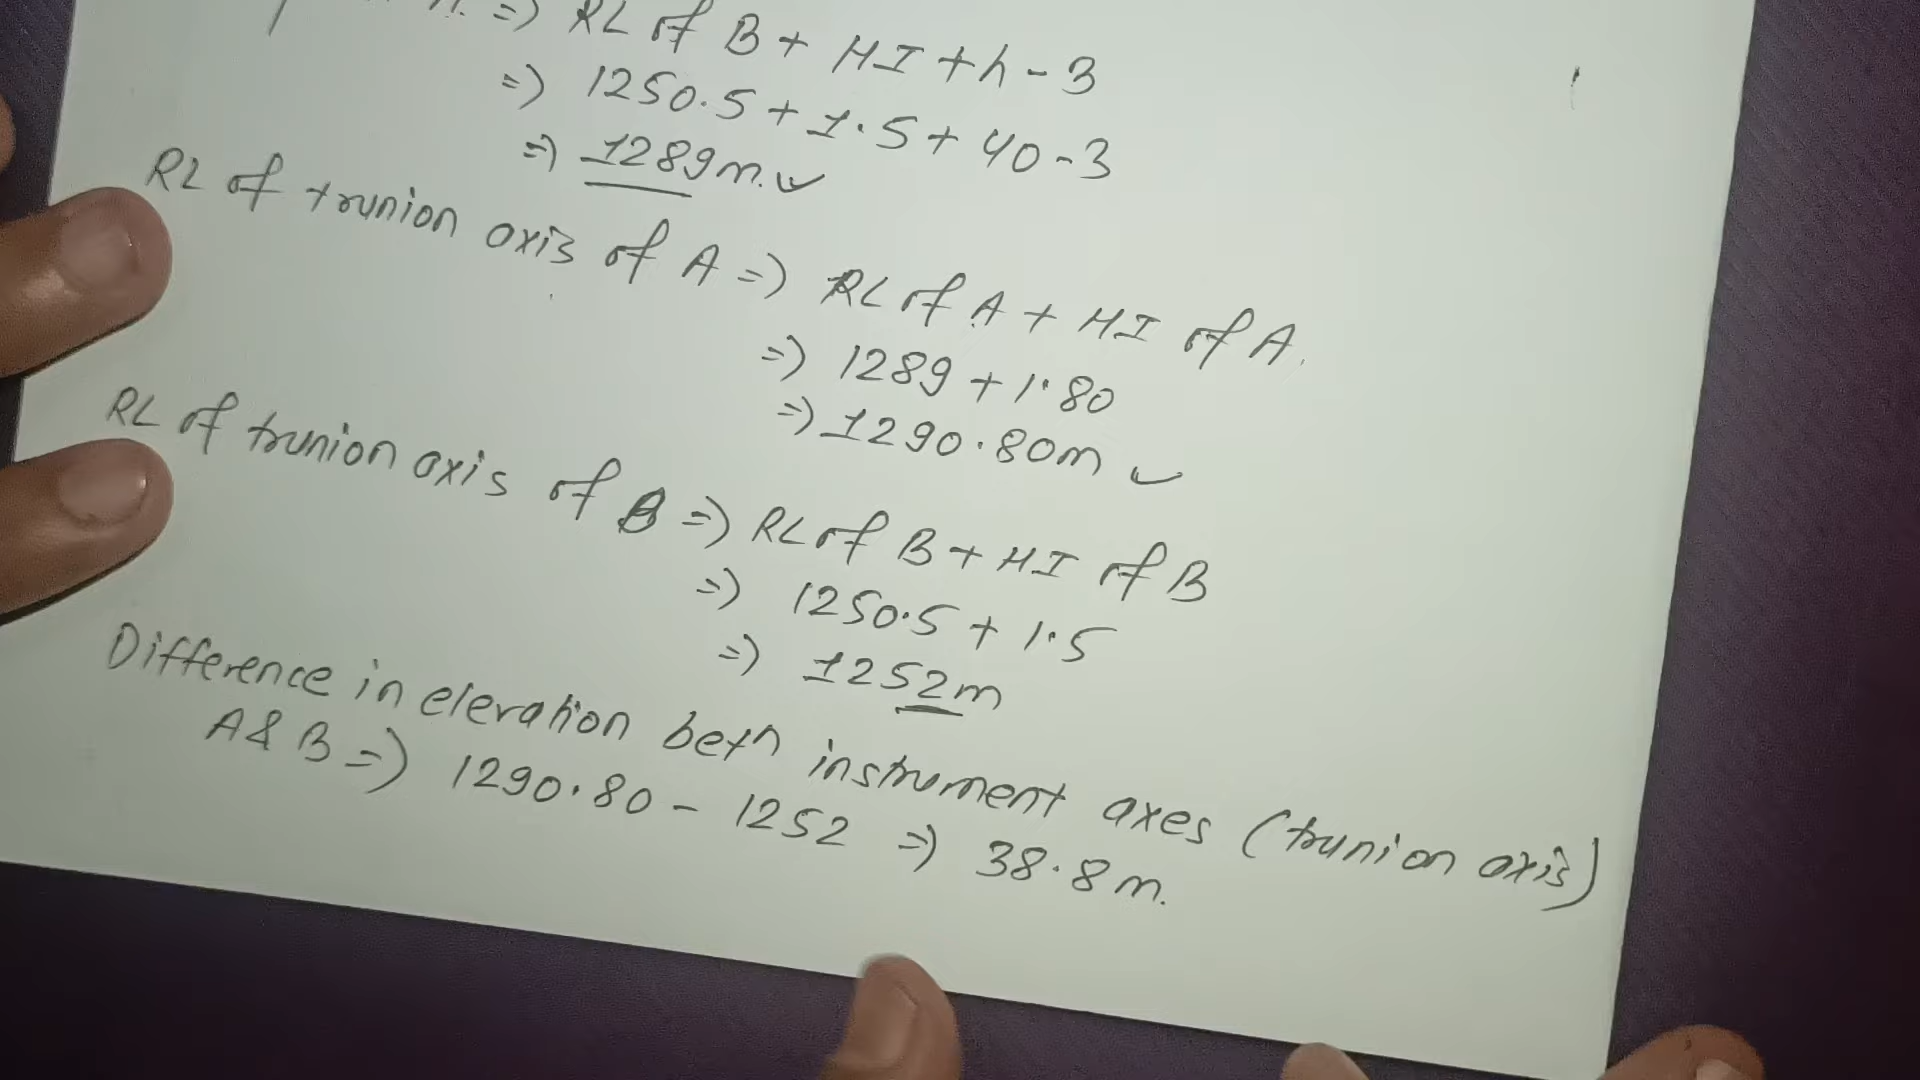 =) RL of B + HI + h - 3
=) 1250.5 + 1.5 + 40 - 3
=) 1289m.
RL of trunion axis of A =) RL of A + HI of A.
=) 1289 + 1.80
=) 1290.80m
RL of trunion axis of B =) RL of B + HI of B
=) 1250.5 + 1.5
=) 1252m
Difference in elevation betn instrument axes (trunion axis)
A & B =) 1290.80 - 1252 =) 38.8m.